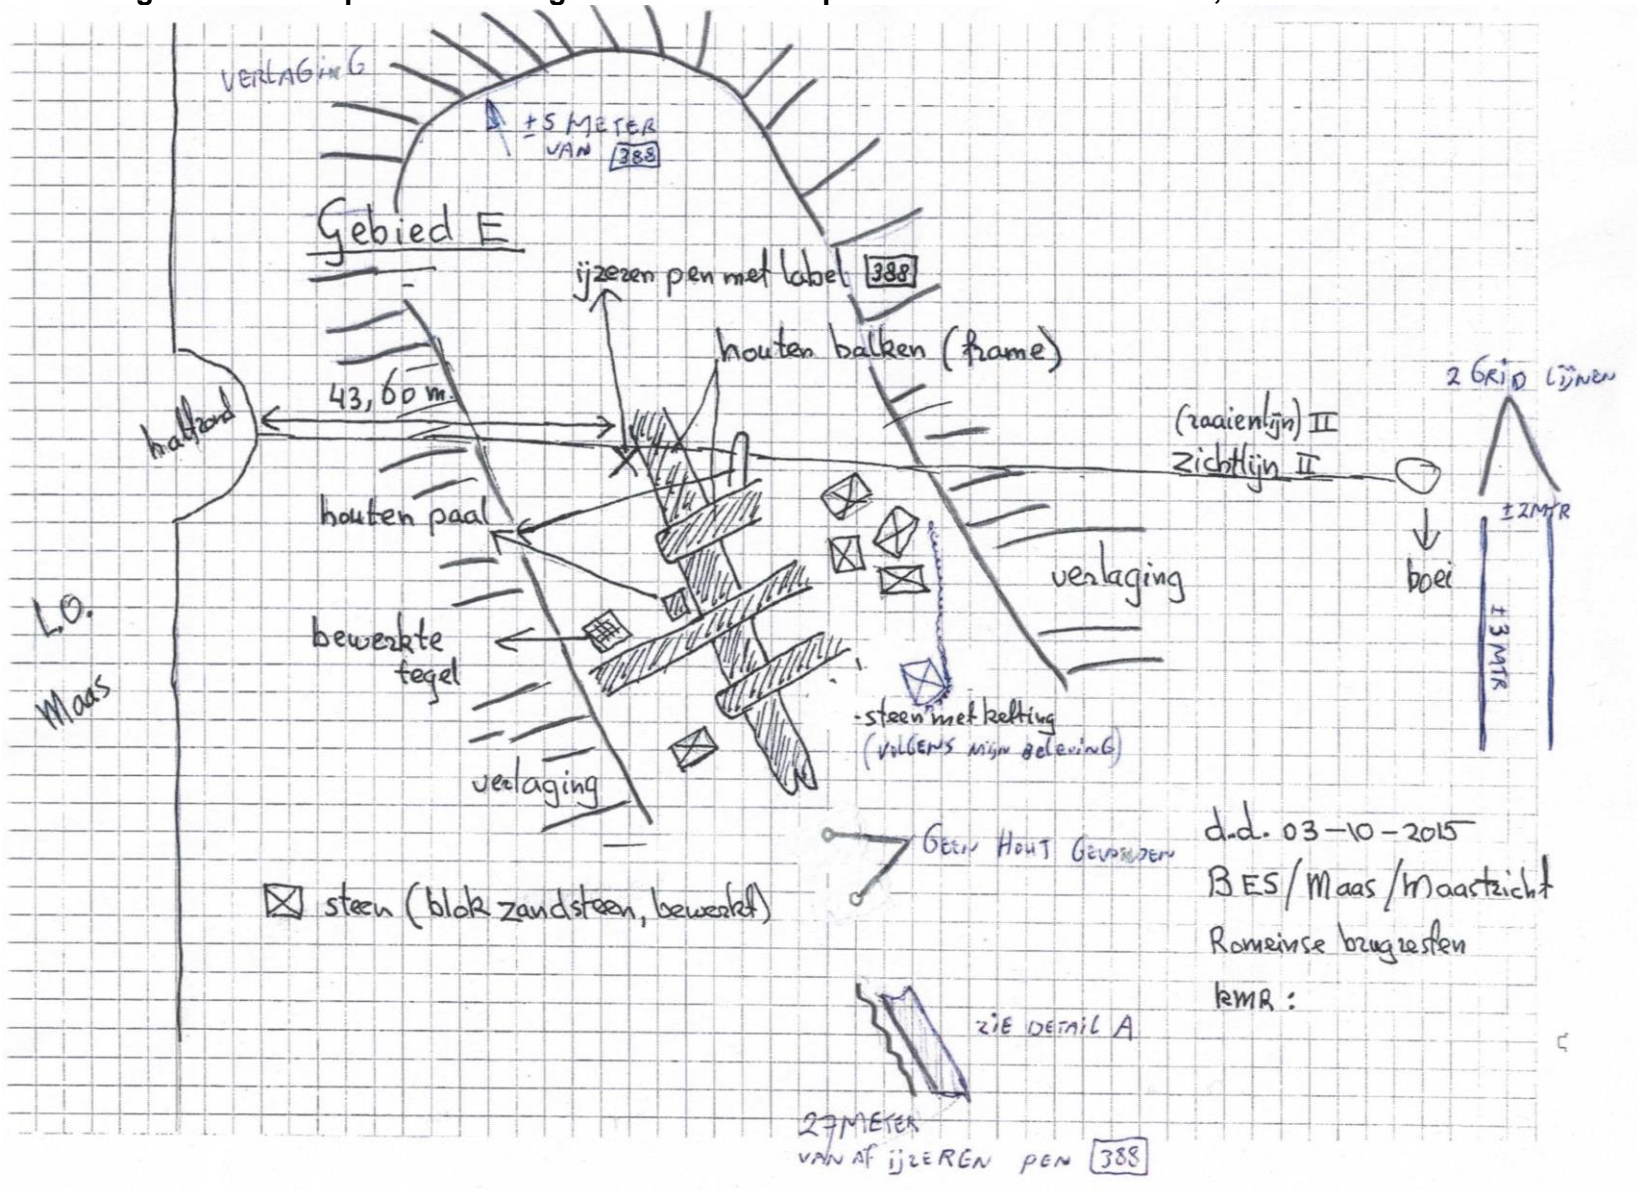 VERLAGING
±5 METER
VAN 388
Gebied E
ijzeren pen met label 388
houten balken (frame)
43,60 m.
halfrond
2 GRID LIJNEN
(raaienlijn) II
zichtlijn II
±2MTR
houten paal
boei
verlaging
±3 MTR
L.O.
Maas
bewerkte
tegel
- steen met ketting
(VOLGENS MIJN BELEVING)
verlaging
GEEN HOUT GEVONDEN
d.d. 03-10-2015
BES/Maas/Maastricht
Romeinse brugresten
kmR:
steen (blok zandsteen, bewerkt)
ZIE DETAIL A
27 METER
VAN AF IJZEREN PEN 388